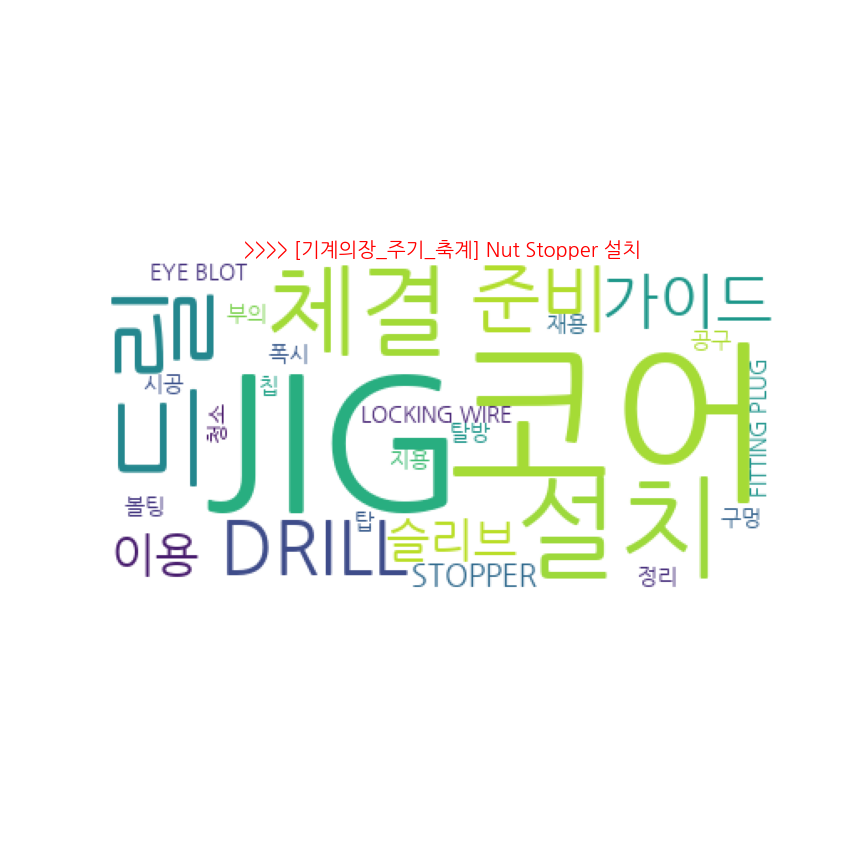 >>>> [기계의장_주기_축계] Nut Stopper 설치
EYE BLOT
드릴
부의
체결
준비
가이드
재용
공구
폭시
시공
칩
JIG
코어
청소
LOCKING WIRE
탈방
지용
FITTING PLUG
볼팅
탑
설치
구멍
이용
DRILL
슬리브
STOPPER
정리